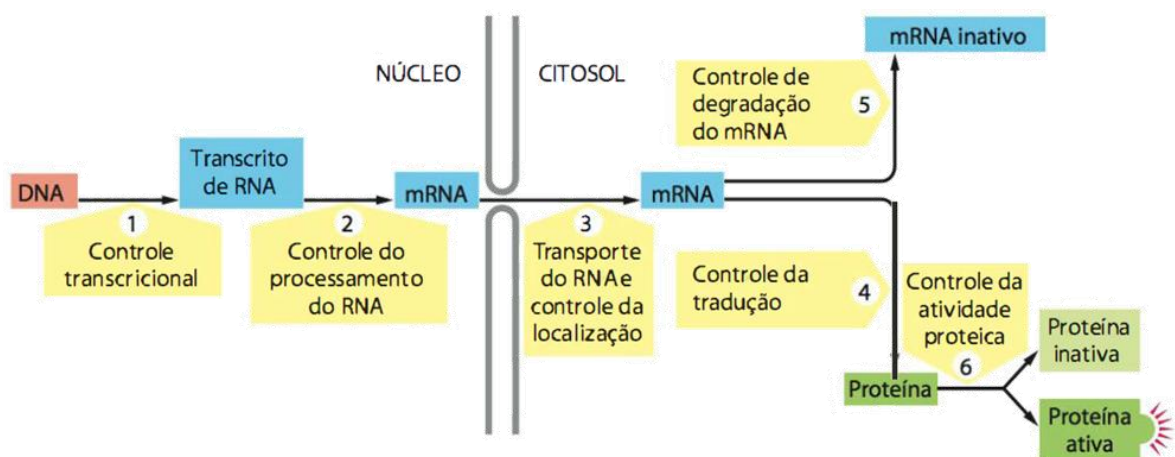 NÚCLEO
CITOSOL
DNA
1
Controle
transcricional
Transcrito
de RNA
2
Controle do
processamento
do RNA
mRNA
3
Transporte
do RNA e
controle da
localização
mRNA
mRNA inativo
Controle de
degradação
do mRNA
5
Controle da
tradução
4
Controle da
atividade
proteica
6
Proteína
Proteína
inativa
Proteína
ativa